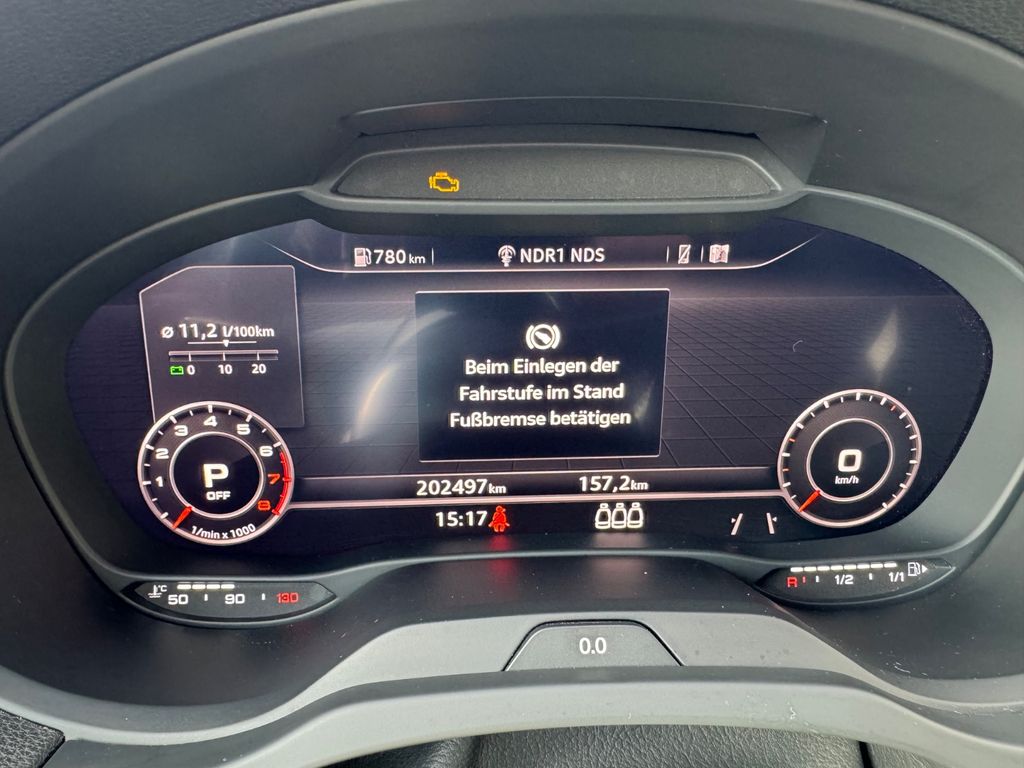 780 km
NDR1 NDS
Ø 11,2 l/100km
0 10 20
Beim Einlegen der
Fahrstufe im Stand
Fußbremse betätigen
1 2 3 4 5 6 7 8
P
OFF
1/min x 1000
0
km/h
202497 km
157,2 km
15:17
°C
50 90 130
R 1/2 1/1
0.0